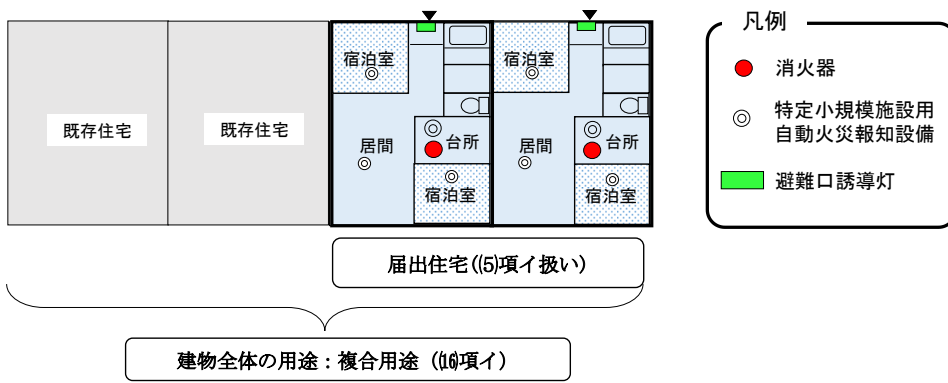 既存住宅
既存住宅
宿泊室
居間
台所
宿泊室
宿泊室
居間
台所
宿泊室
届出住宅((5)項イ扱い)
建物全体の用途：複合用途 ((16)項イ)
凡例
消火器
特定小規模施設用
自動火災報知設備
避難口誘導灯